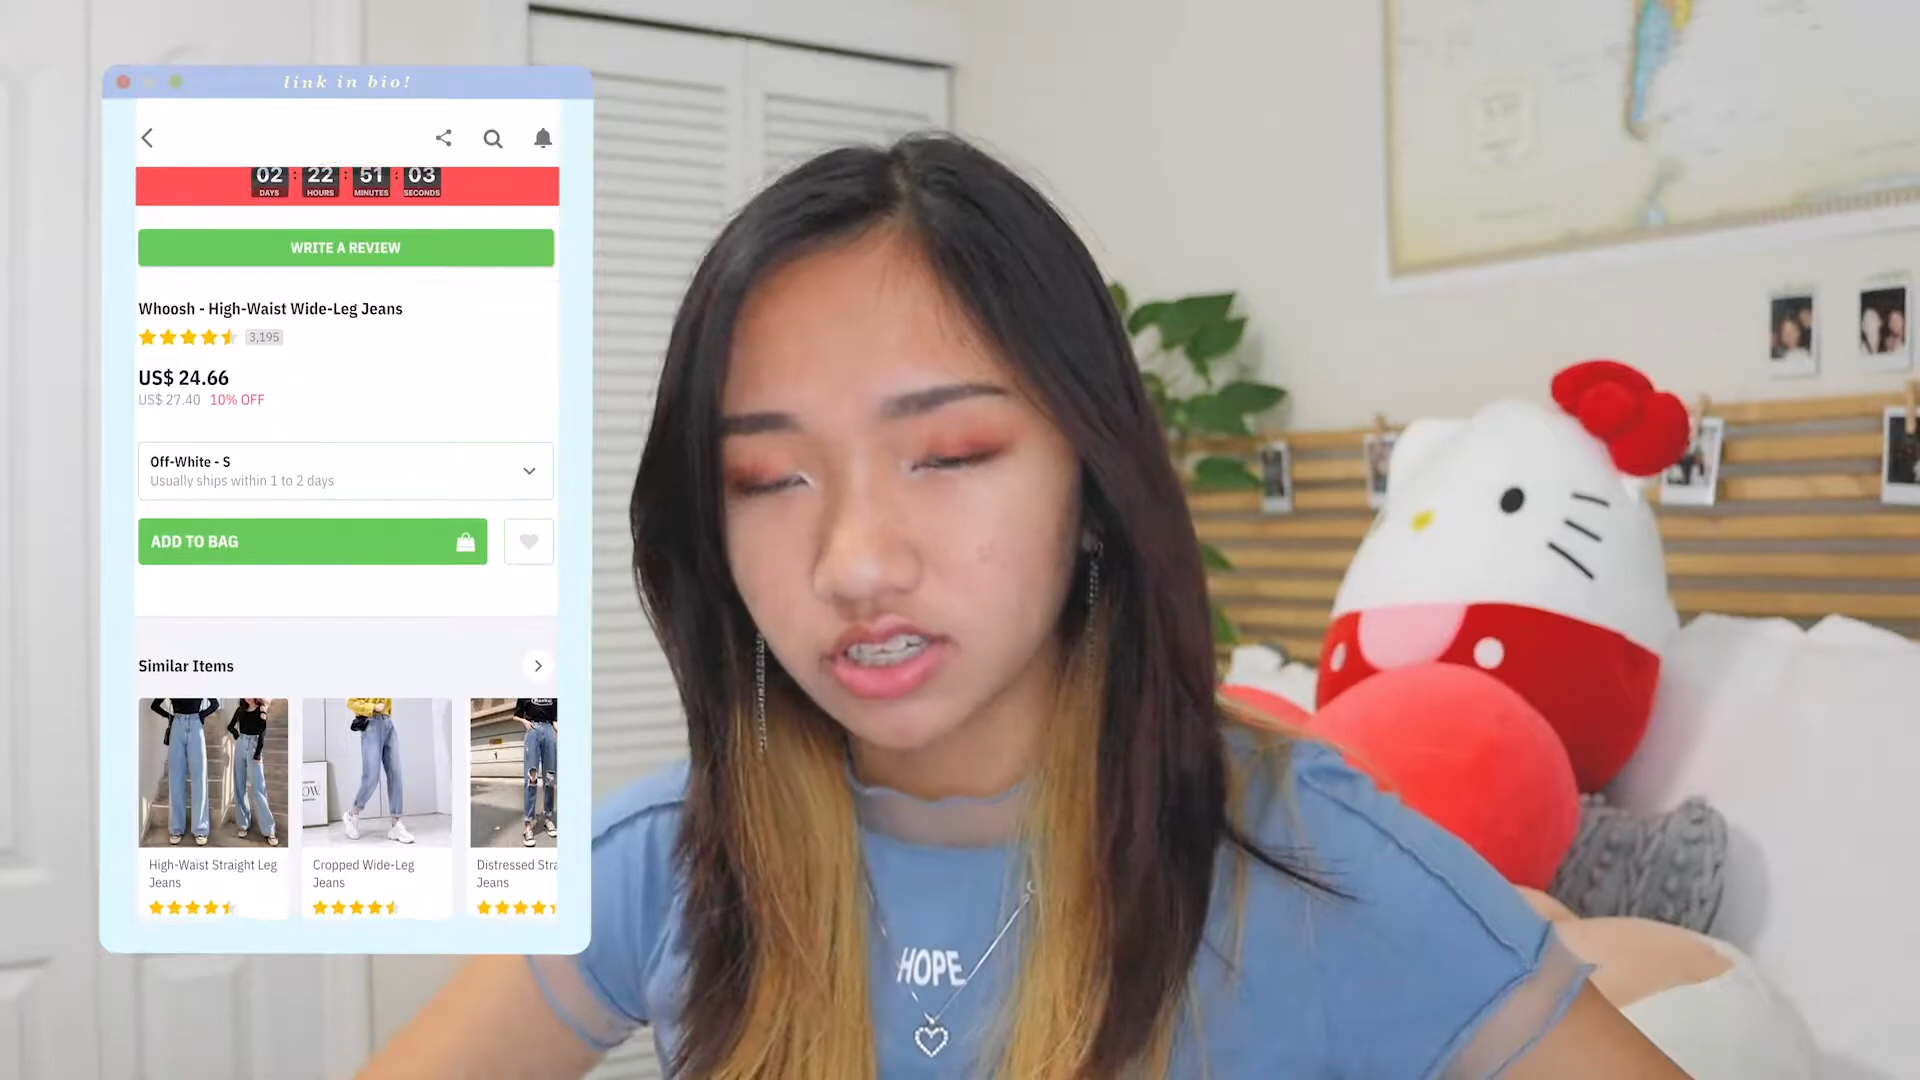 link in bio!
02 : 22 : 51 : 03
DAYS HOURS MINUTES SECONDS
WRITE A REVIEW
Whoosh - High-Waist Wide-Leg Jeans
3,195
US$ 24.66
US$ 27.40 10% OFF
Off-White - S
Usually ships within 1 to 2 days
ADD TO BAG
Similar Items
High-Waist Straight Leg
Jeans
Cropped Wide-Leg
Jeans
Distressed Stra
Jeans
HOPE